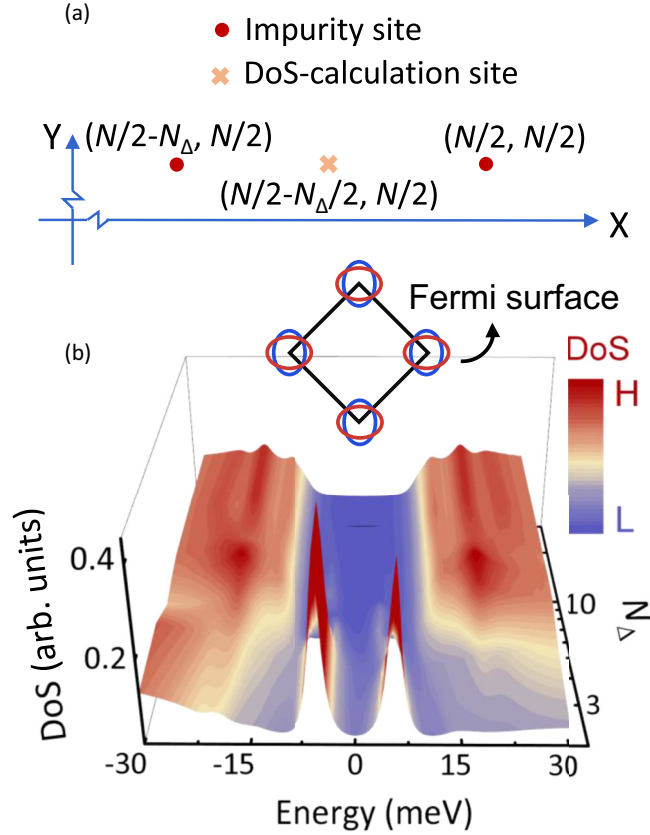 (a)
Impurity site
DoS-calculation site
Y
(N/2-NΔ, N/2)
(N/2, N/2)
(N/2-NΔ/2, N/2)
X
Fermi surface
(b)
DoS
H
L
DoS (arb. units)
0.4
0.2
10
3
NΔ
-30
-15
0
15
30
Energy (meV)